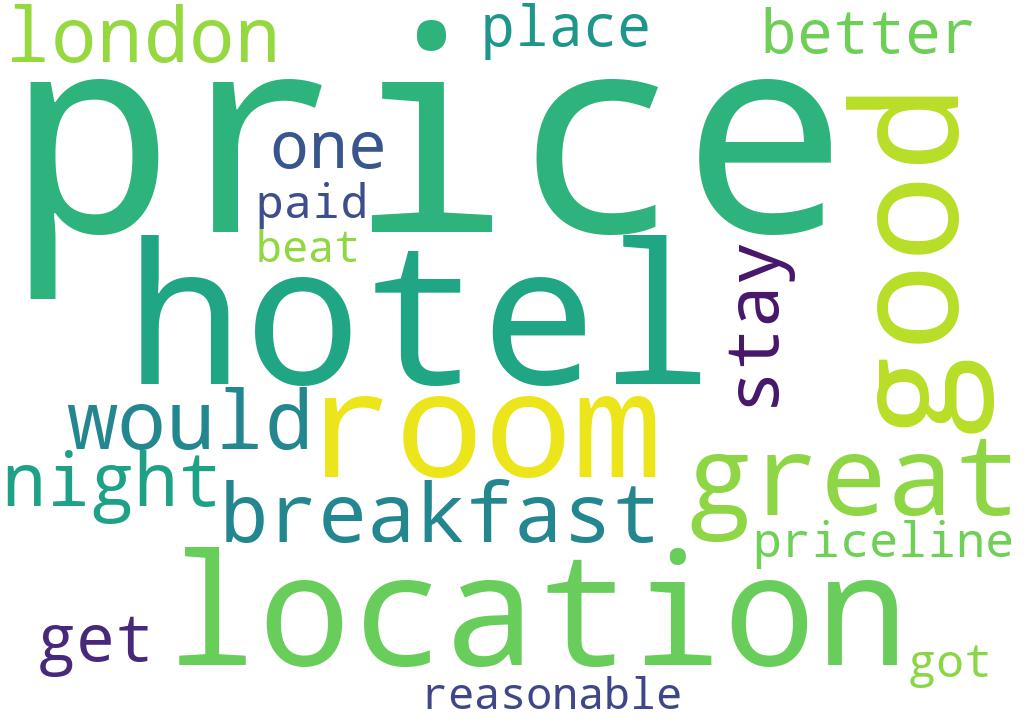 london
place
better
price
one
paid
beat
hotel
stay
good
would
room
night
breakfast
great
priceline
location
get
got
reasonable